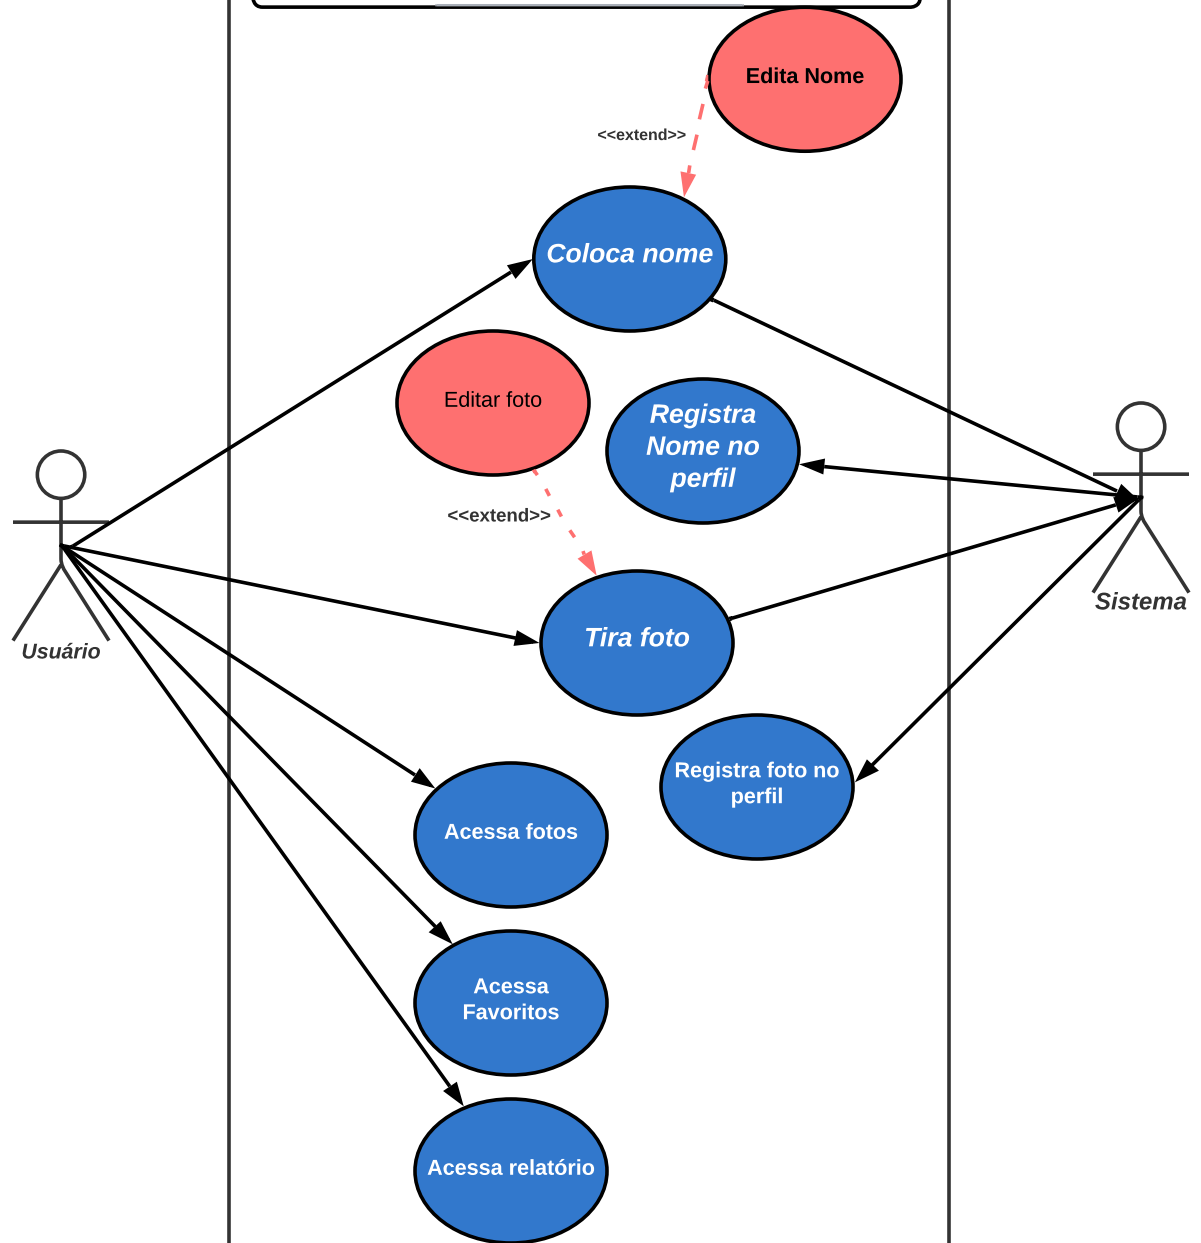 Edita Nome
<<extend>>
Coloca nome
Editar foto
Registra
Nome no
perfil
<<extend>>
Sistema
Tira foto
Usuário
Registra foto no
perfil
Acessa fotos
Acessa
Favoritos
Acessa relatório